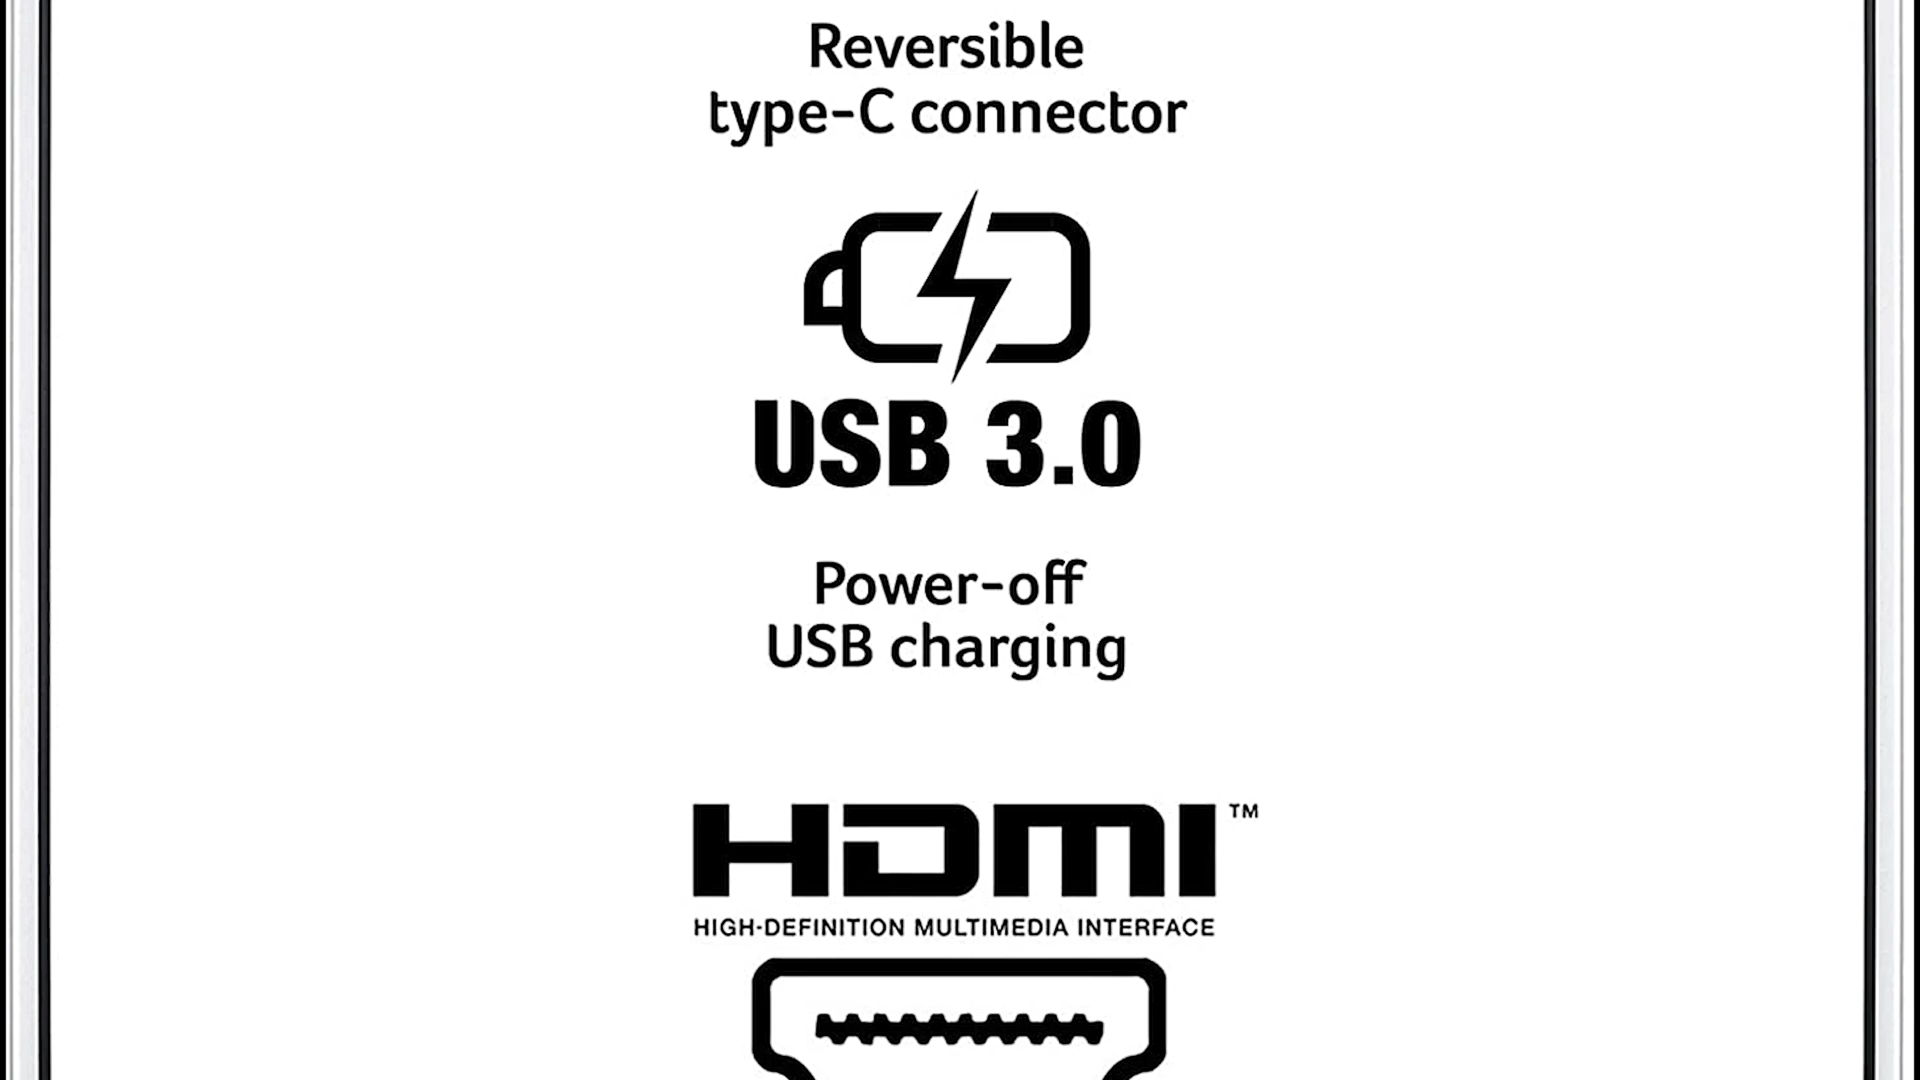 Reversible
type-C connector
USB 3.0
Power-off
USB charging
HDMI™
HIGH-DEFINITION MULTIMEDIA INTERFACE